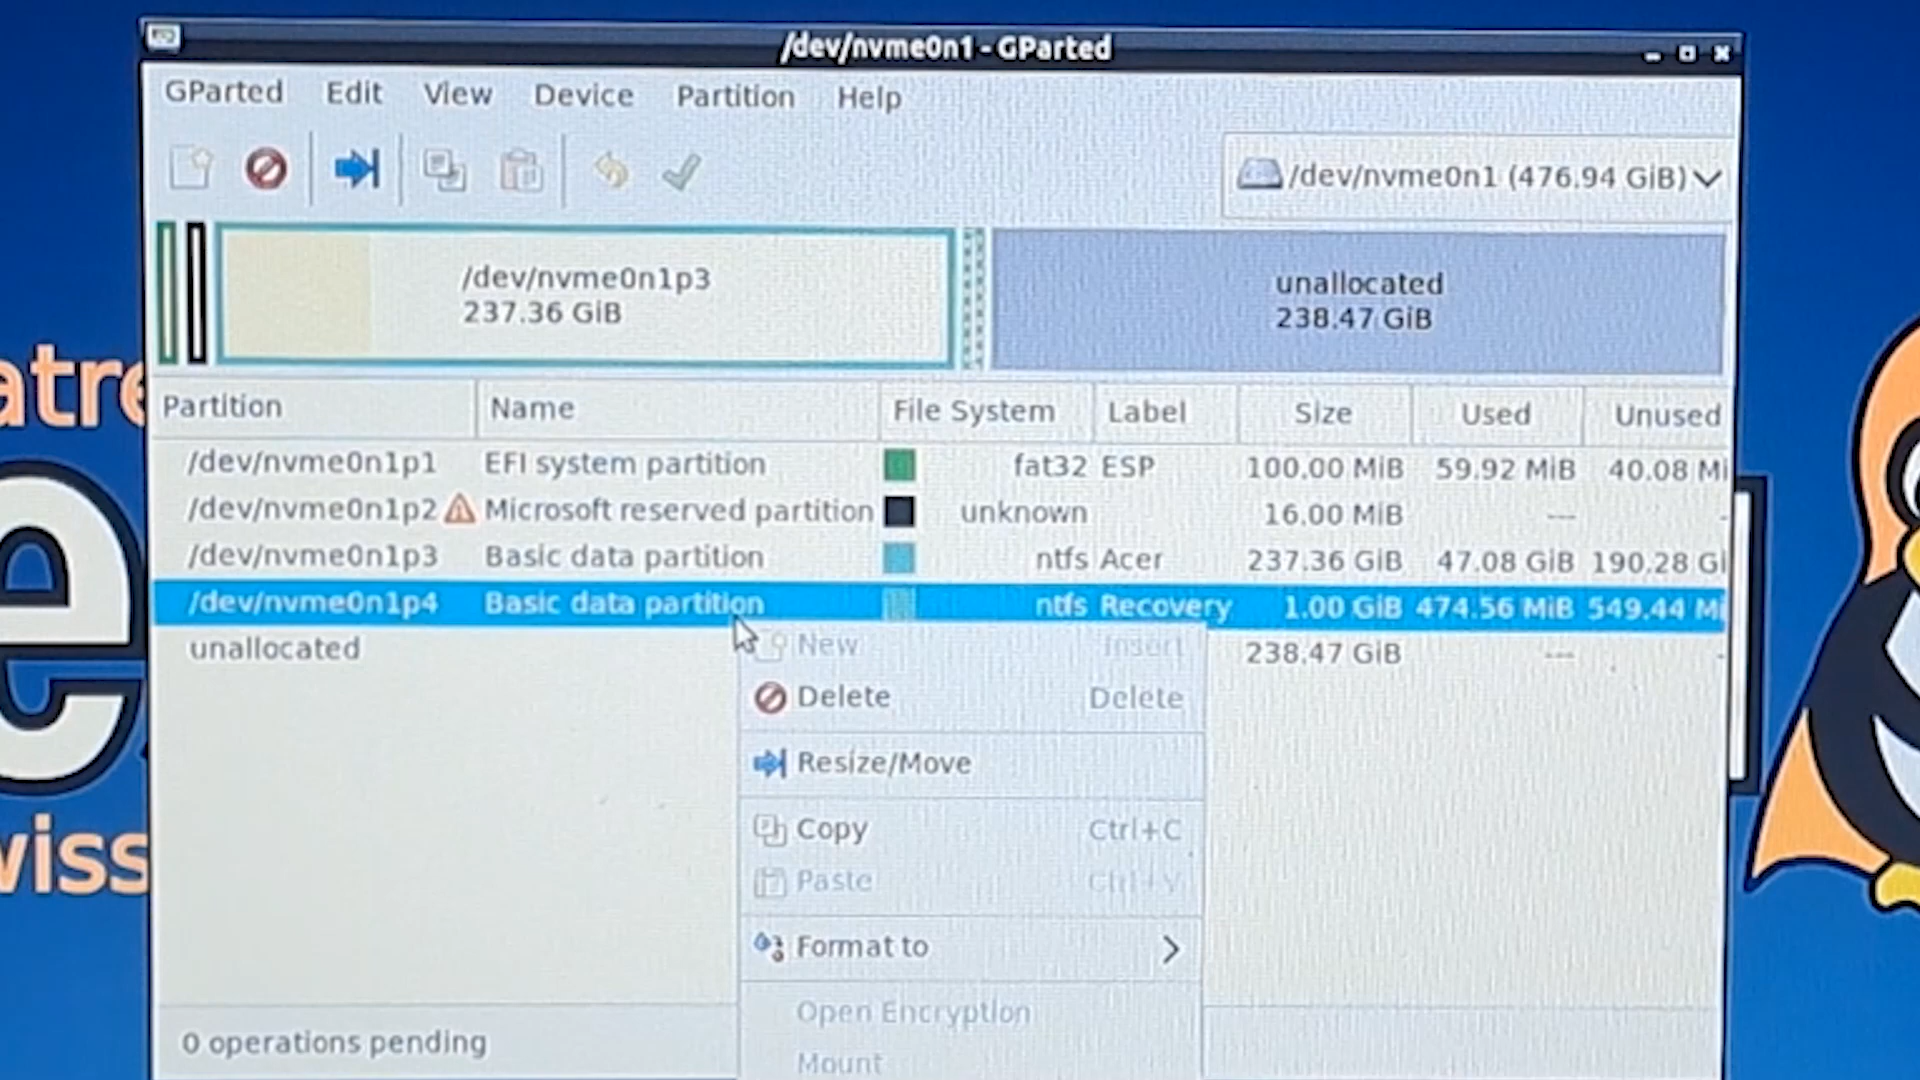 /dev/nvme0n1 - GParted
GParted Edit View Device Partition Help
/dev/nvme0n1 (476.94 GiB)
/dev/nvme0n1p3
237.36 GiB
unallocated
238.47 GiB
Partition Name File System Label Size Used Unused
/dev/nvme0n1p1 EFI system partition fat32 ESP 100.00 MiB 59.92 MiB 40.08 Mi
/dev/nvme0n1p2 Microsoft reserved partition unknown 16.00 MiB --- -
/dev/nvme0n1p3 Basic data partition ntfs Acer 237.36 GiB 47.08 GiB 190.28 Gi
/dev/nvme0n1p4 Basic data partition ntfs Recovery 1.00 GiB 474.56 MiB 549.44 Mi
unallocated 238.47 GiB --- -
New Insert
Delete Delete
Resize/Move
Copy Ctrl+C
Paste Ctrl+V
Format to
Open Encryption
Mount
0 operations pending
atre
e
wiss